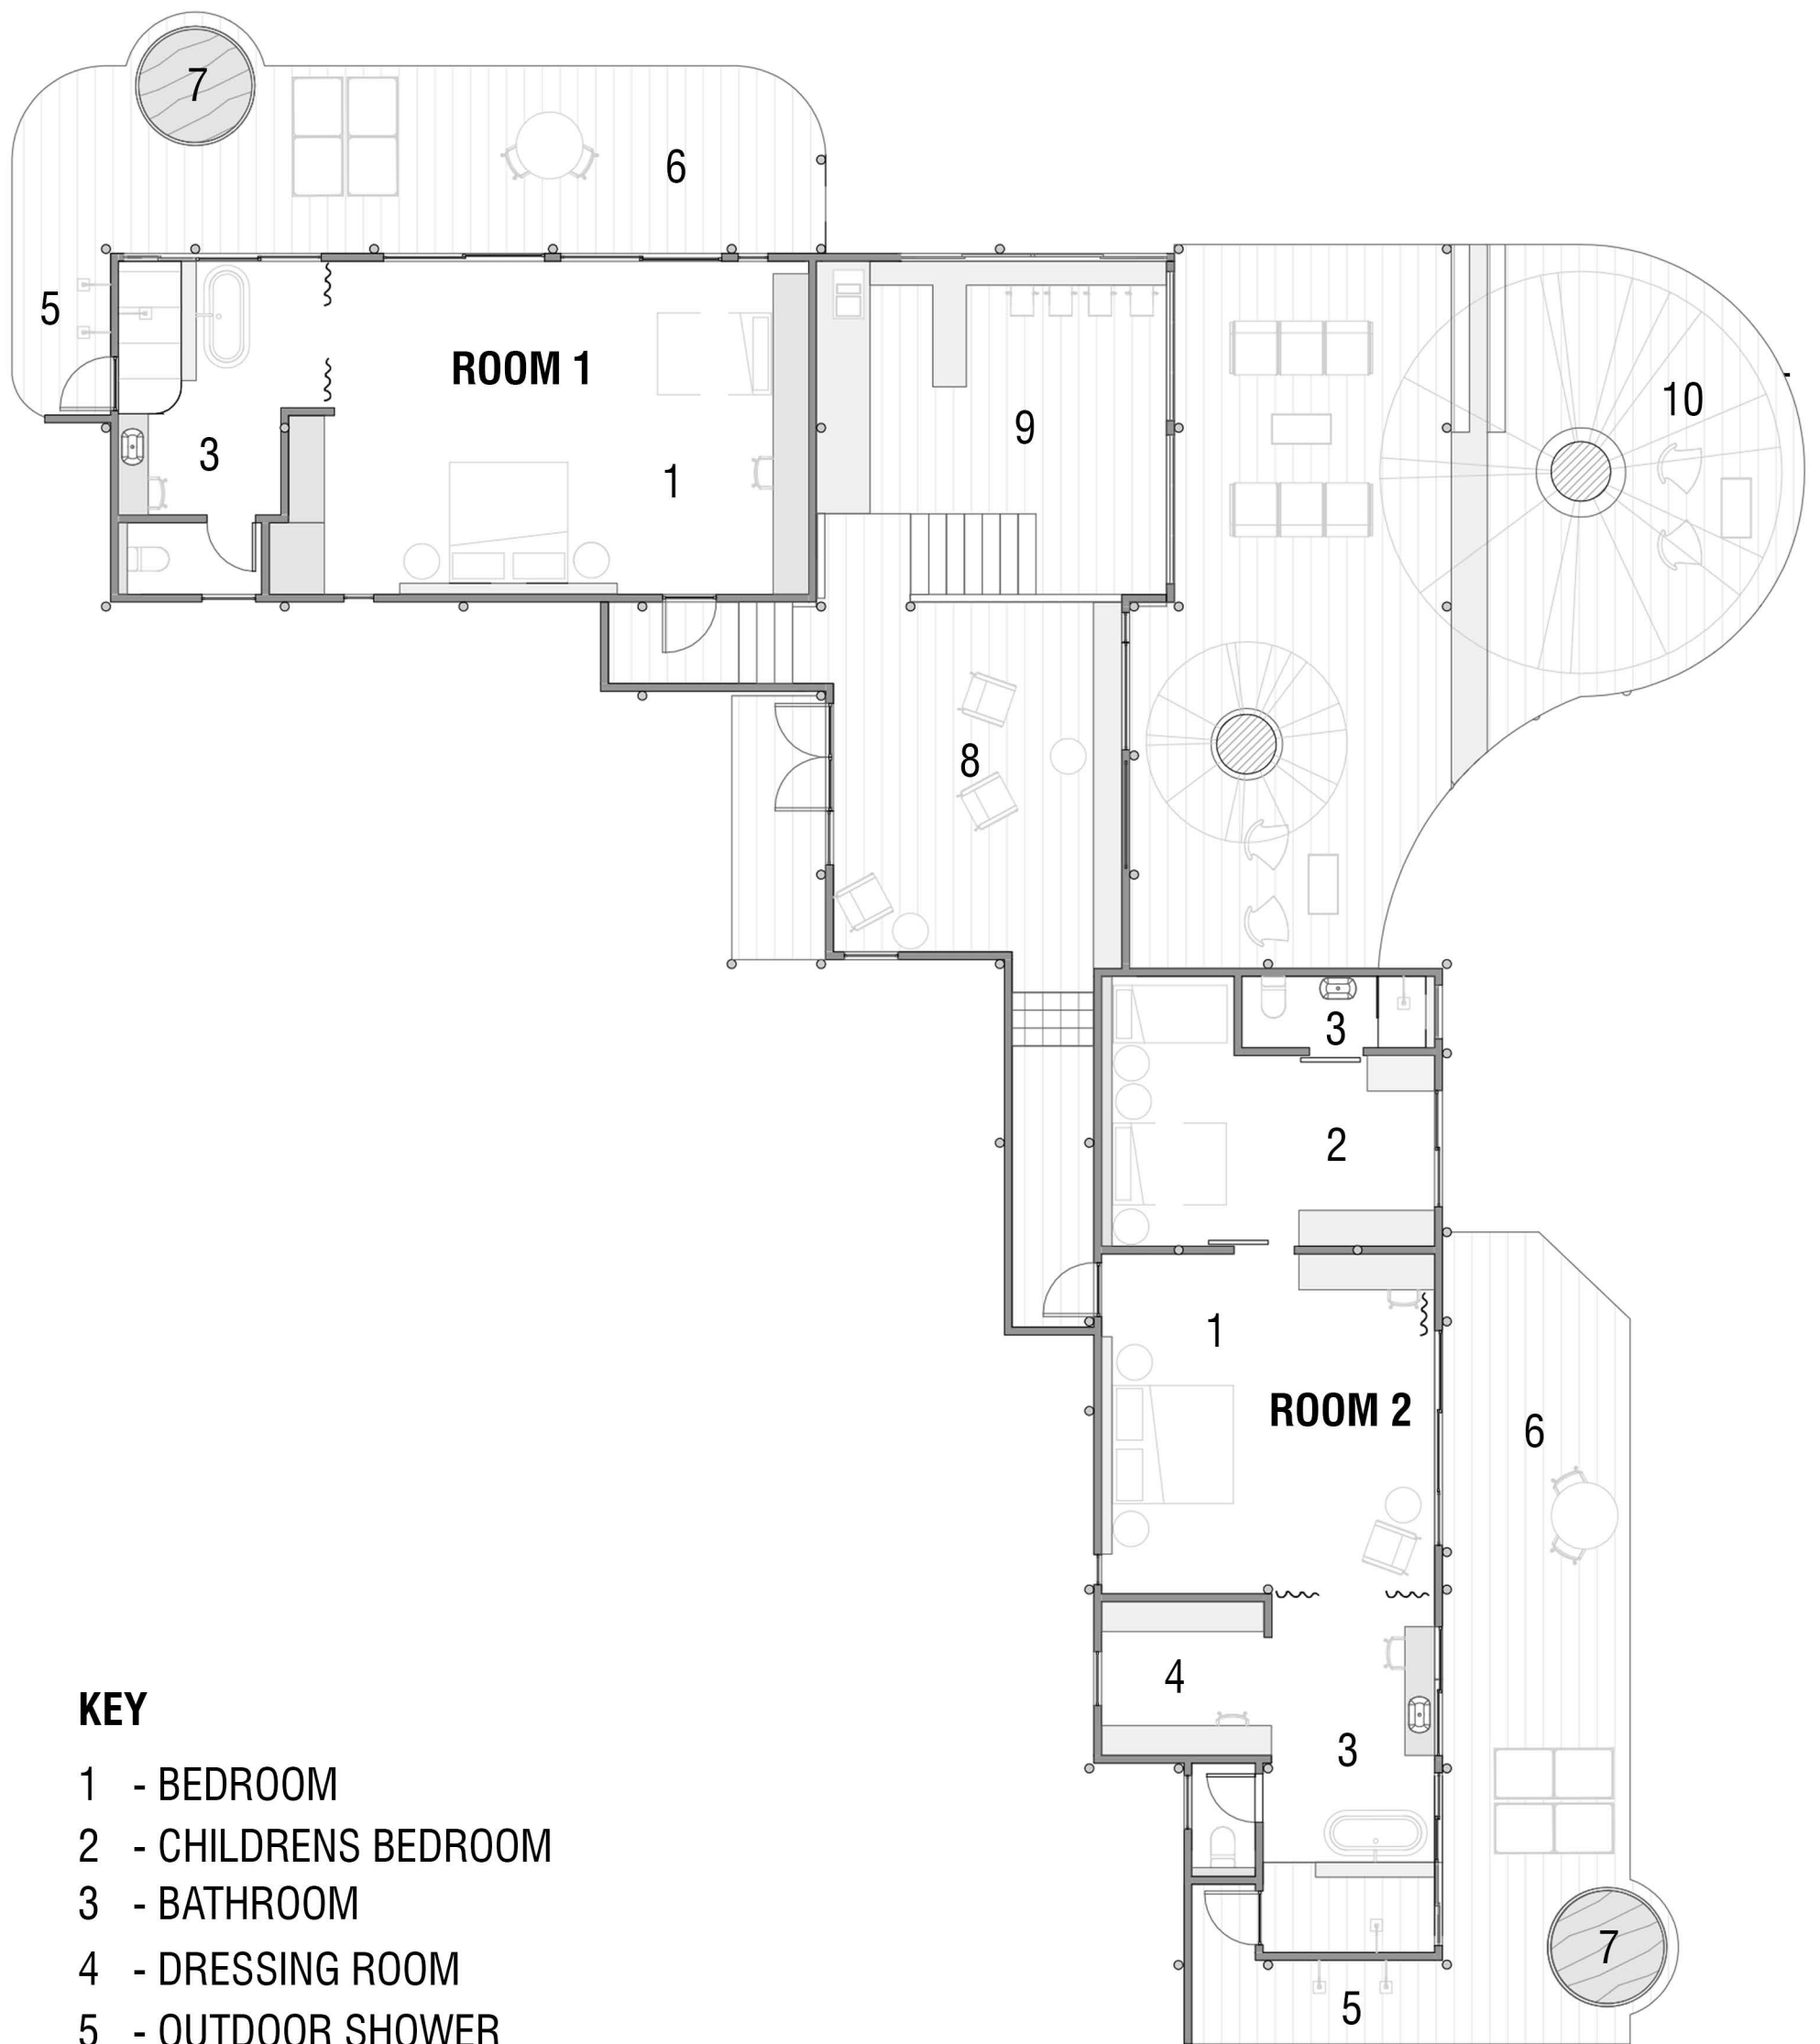 7
6
5
ROOM 1
10
9
3
1
8
3
2
1
ROOM 2
6
4
3
7
5
KEY
1 - BEDROOM
2 - CHILDRENS BEDROOM
3 - BATHROOM
4 - DRESSING ROOM
5 - OUTDOOR SHOWER